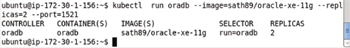 ubuntu@ip-172-30-1-156:~$ kubectl  run oradb --image=sath89/oracle-xe-11g --repl
icas=2 --port=1521
CONTROLLER   CONTAINER(S)   IMAGE(S)               SELECTOR    REPLICAS
oradb        oradb          sath89/oracle-xe-11g   run=oradb   2
ubuntu@ip-172-30-1-156:~$